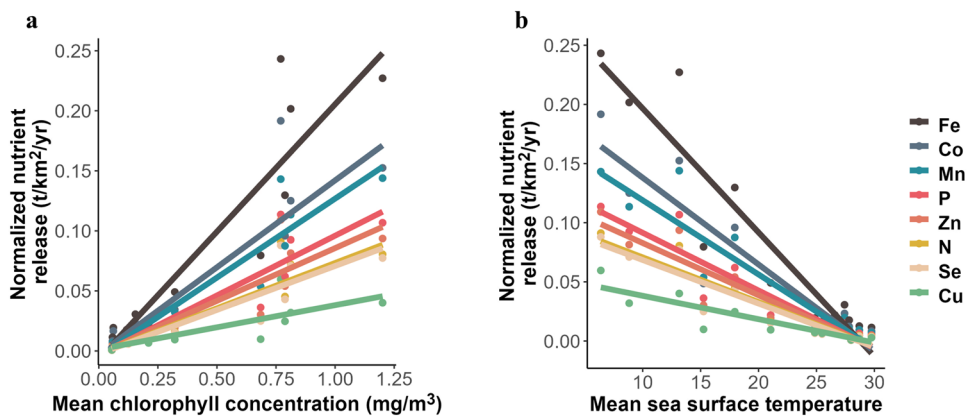 a
b
Normalized nutrient
release (t/km²/yr)
0.25
0.20
0.15
0.10
0.05
0.00
0.00 0.25 0.50 0.75 1.00 1.25
Mean chlorophyll concentration (mg/m³)
Normalized nutrient
release (t/km²/yr)
0.25
0.20
0.15
0.10
0.05
0.00
10 15 20 25 30
Mean sea surface temperature
Fe
Co
Mn
P
Zn
N
Se
Cu